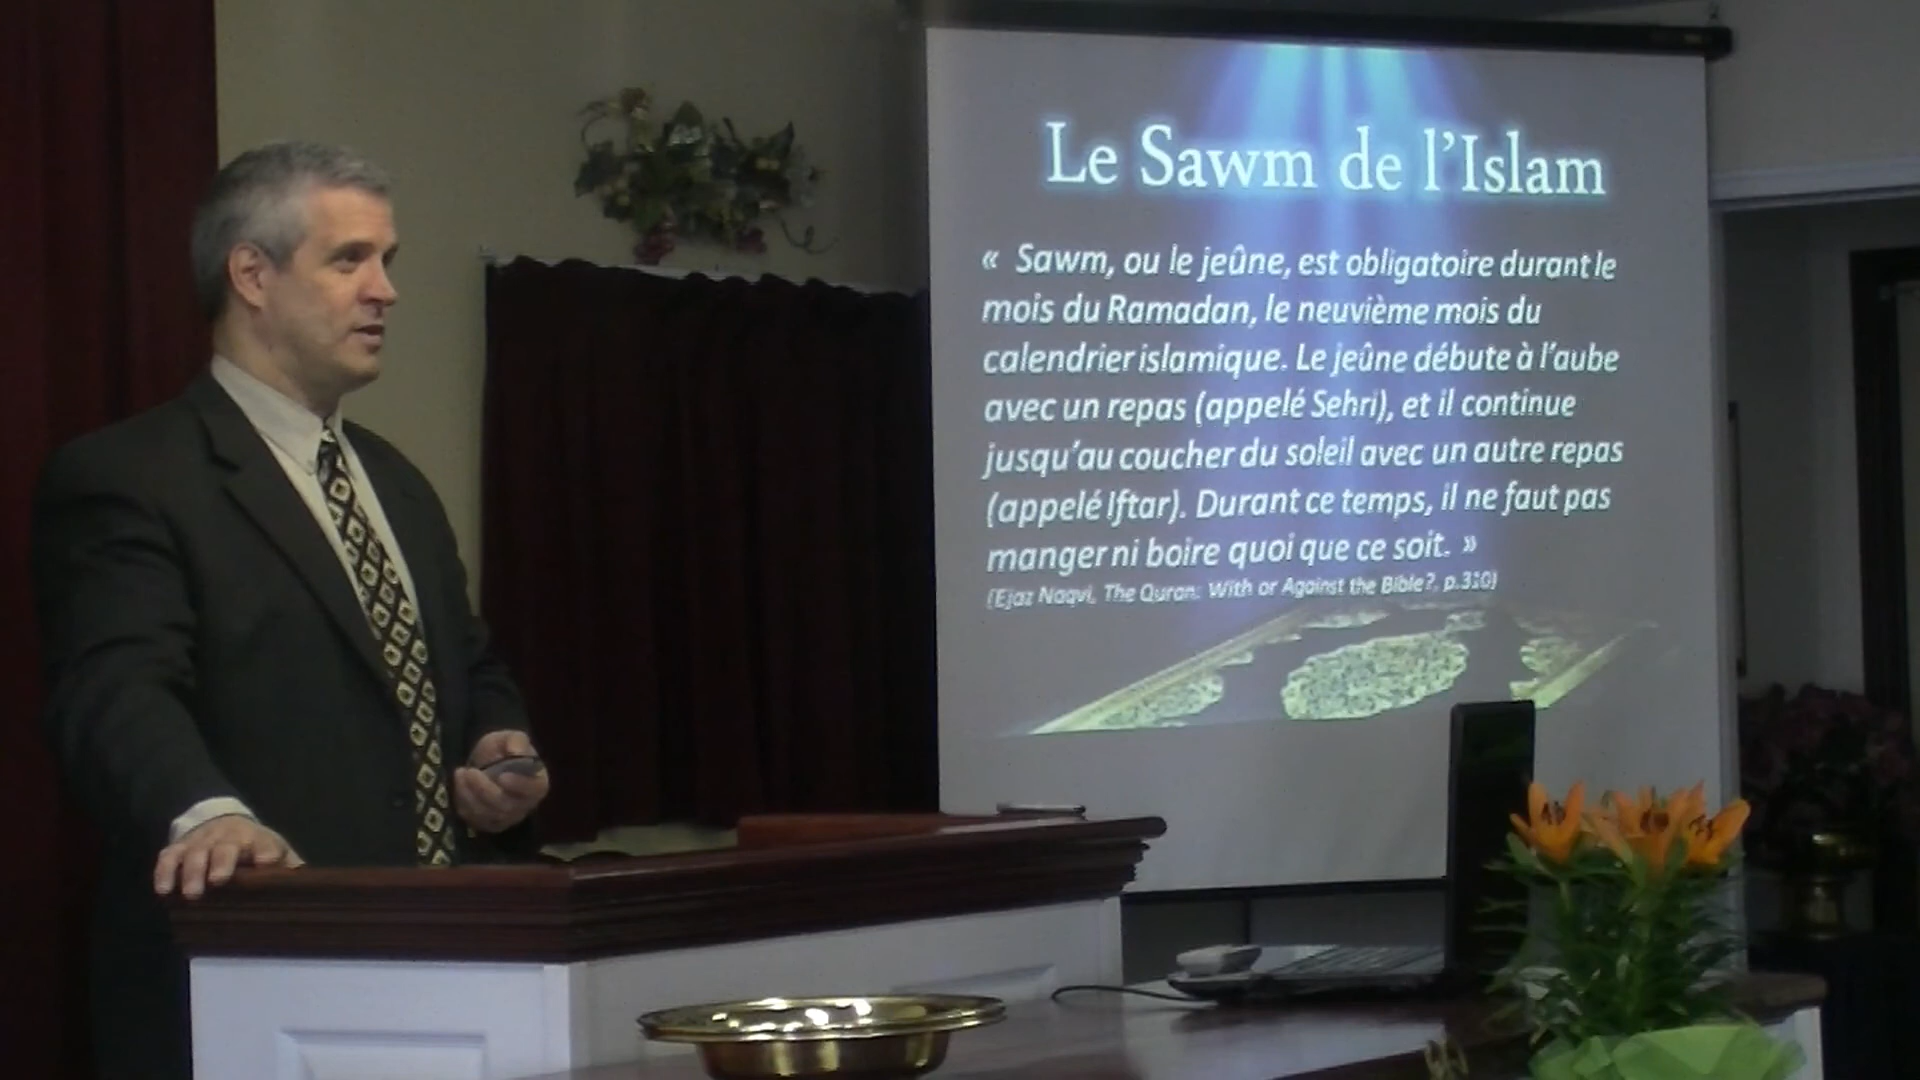 Le Sawm de l'Islam
« Sawm, ou le jeûne, est obligatoire durant le
mois du Ramadan, le neuvième mois du
calendrier islamique. Le jeûne débute à l'aube
avec un repas (appelé Sehri), et il continue
jusqu'au coucher du soleil avec un autre repas
(appelé Iftar). Durant ce temps, il ne faut pas
manger ni boire quoi que ce soit. »
(Ejaz Naqvi, The Quran: With or Against the Bible?, p.310)